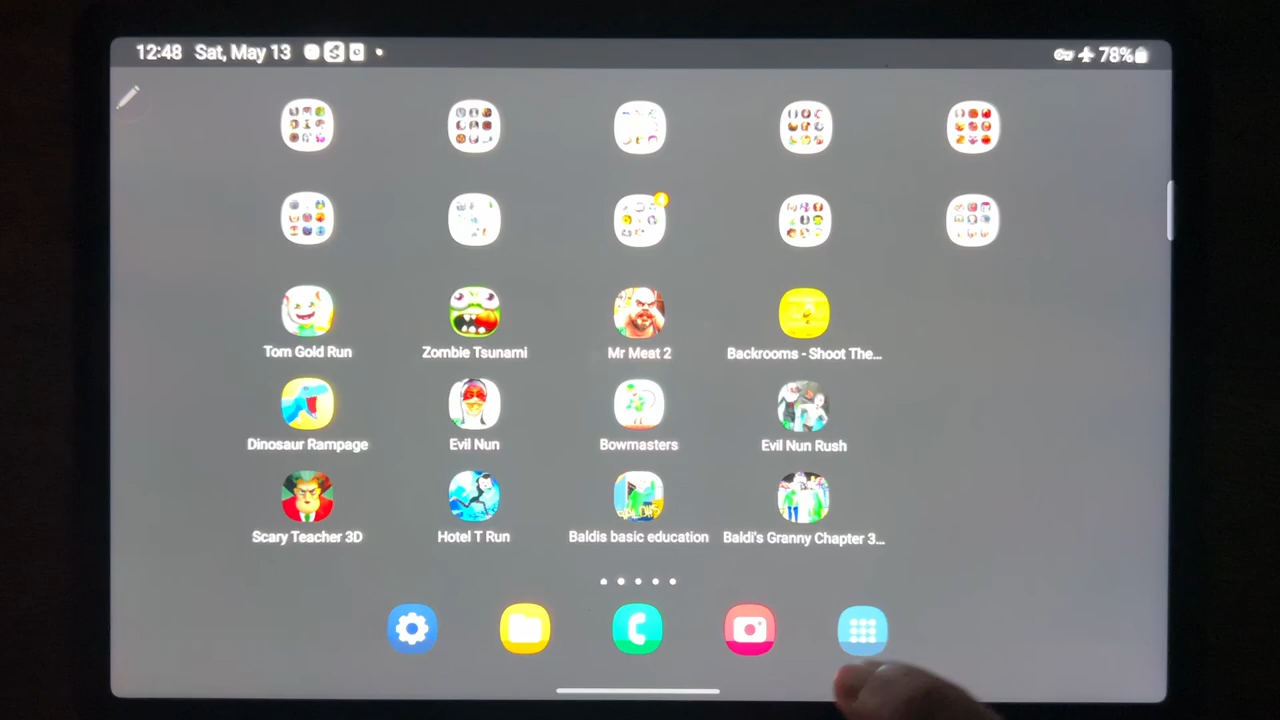 12:48 Sat, May 13
78%
Tom Gold Run
Zombie Tsunami
Mr Meat 2
Backrooms - Shoot The...
Dinosaur Rampage
Evil Nun
Bowmasters
Evil Nun Rush
Scary Teacher 3D
Hotel T Run
Baldis basic education
Baldi's Granny Chapter 3...